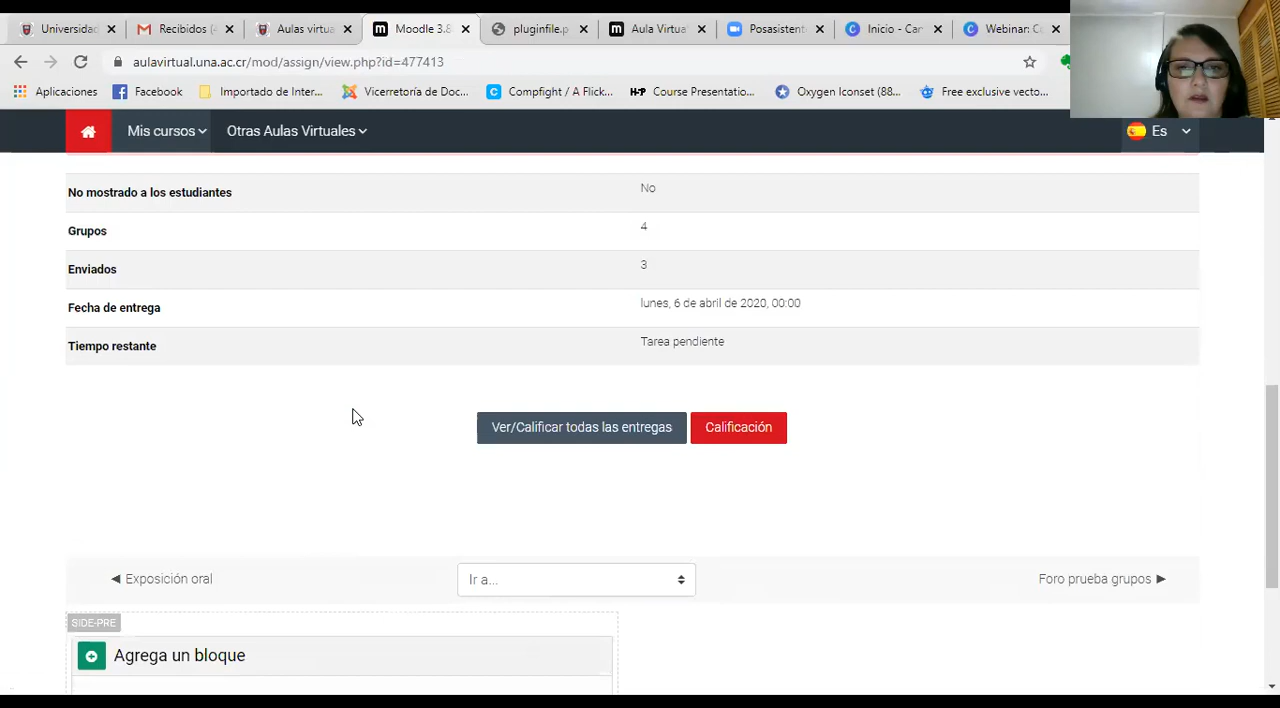 Universidad
Recibidos (4
Aulas virtua
Moodle 3.8
pluginfile.p
Aula Virtua
Posasistent
Inicio - Can
Webinar: Co
aulavirtual.una.ac.cr/mod/assign/view.php?id=477413
Aplicaciones
Facebook
Importado de Inter...
Vicerretoría de Doc...
Compfight / A Flick...
H-P Course Presentatio...
Oxygen Iconset (88...
Free exclusive vecto...
Mis cursos
Otras Aulas Virtuales
Es
No mostrado a los estudiantes
No
Grupos
4
Enviados
3
Fecha de entrega
lunes, 6 de abril de 2020, 00:00
Tiempo restante
Tarea pendiente
Ver/Calificar todas las entregas
Calificación
◄ Exposición oral
Ir a...
Foro prueba grupos ►
SIDE-PRE
Agrega un bloque